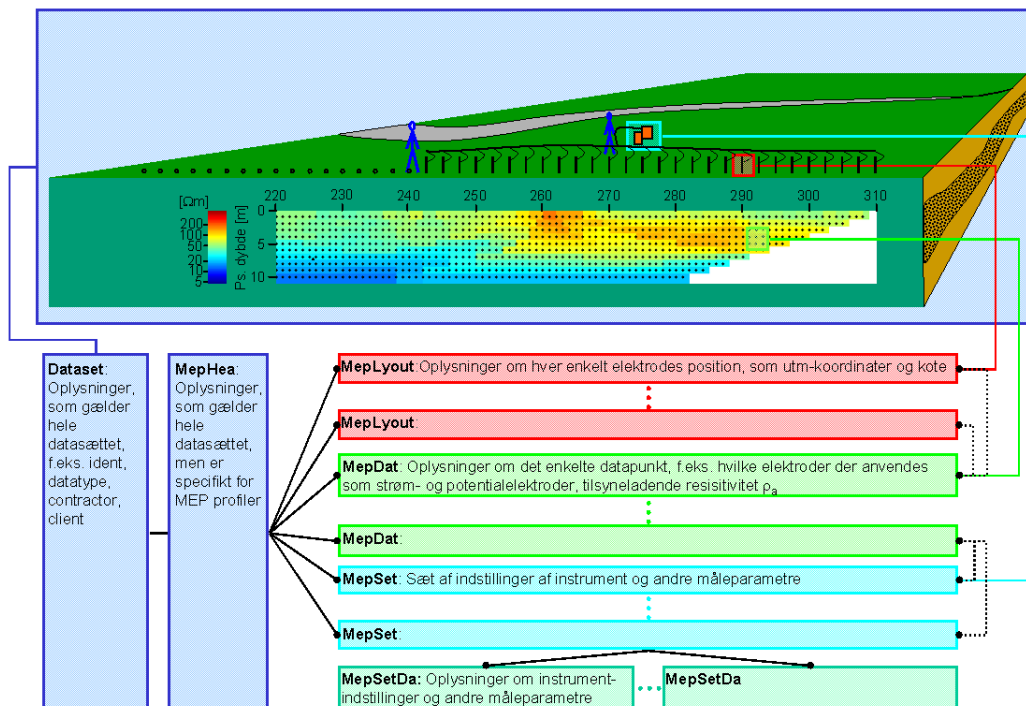 [Ωm]
220 230 240 250 260 270 280 290 300 310
200
100
50
20
10
5
Ps. dybde [m]
0
5
10
Dataset:
Oplysninger,
som gælder
hele
datasættet,
f.eks. ident,
datatype,
contractor,
client
MepHea:
Oplysninger,
som gælder
hele
datasættet,
men er
specifikt for
MEP profiler
MepLyout: Oplysninger om hver enkelt elektrodes position, som utm-koordinater og kote
MepLyout:
MepDat: Oplysninger om det enkelte datapunkt, f.eks. hvilke elektroder der anvendes
som strøm- og potentialelektroder, tilsyneladende resisitivitet ρa
MepDat:
MepSet: Sæt af indstillinger af instrument og andre måleparametre
MepSet:
MepSetDa: Oplysninger om instrument-
indstillinger og andre måleparametre
MepSetDa